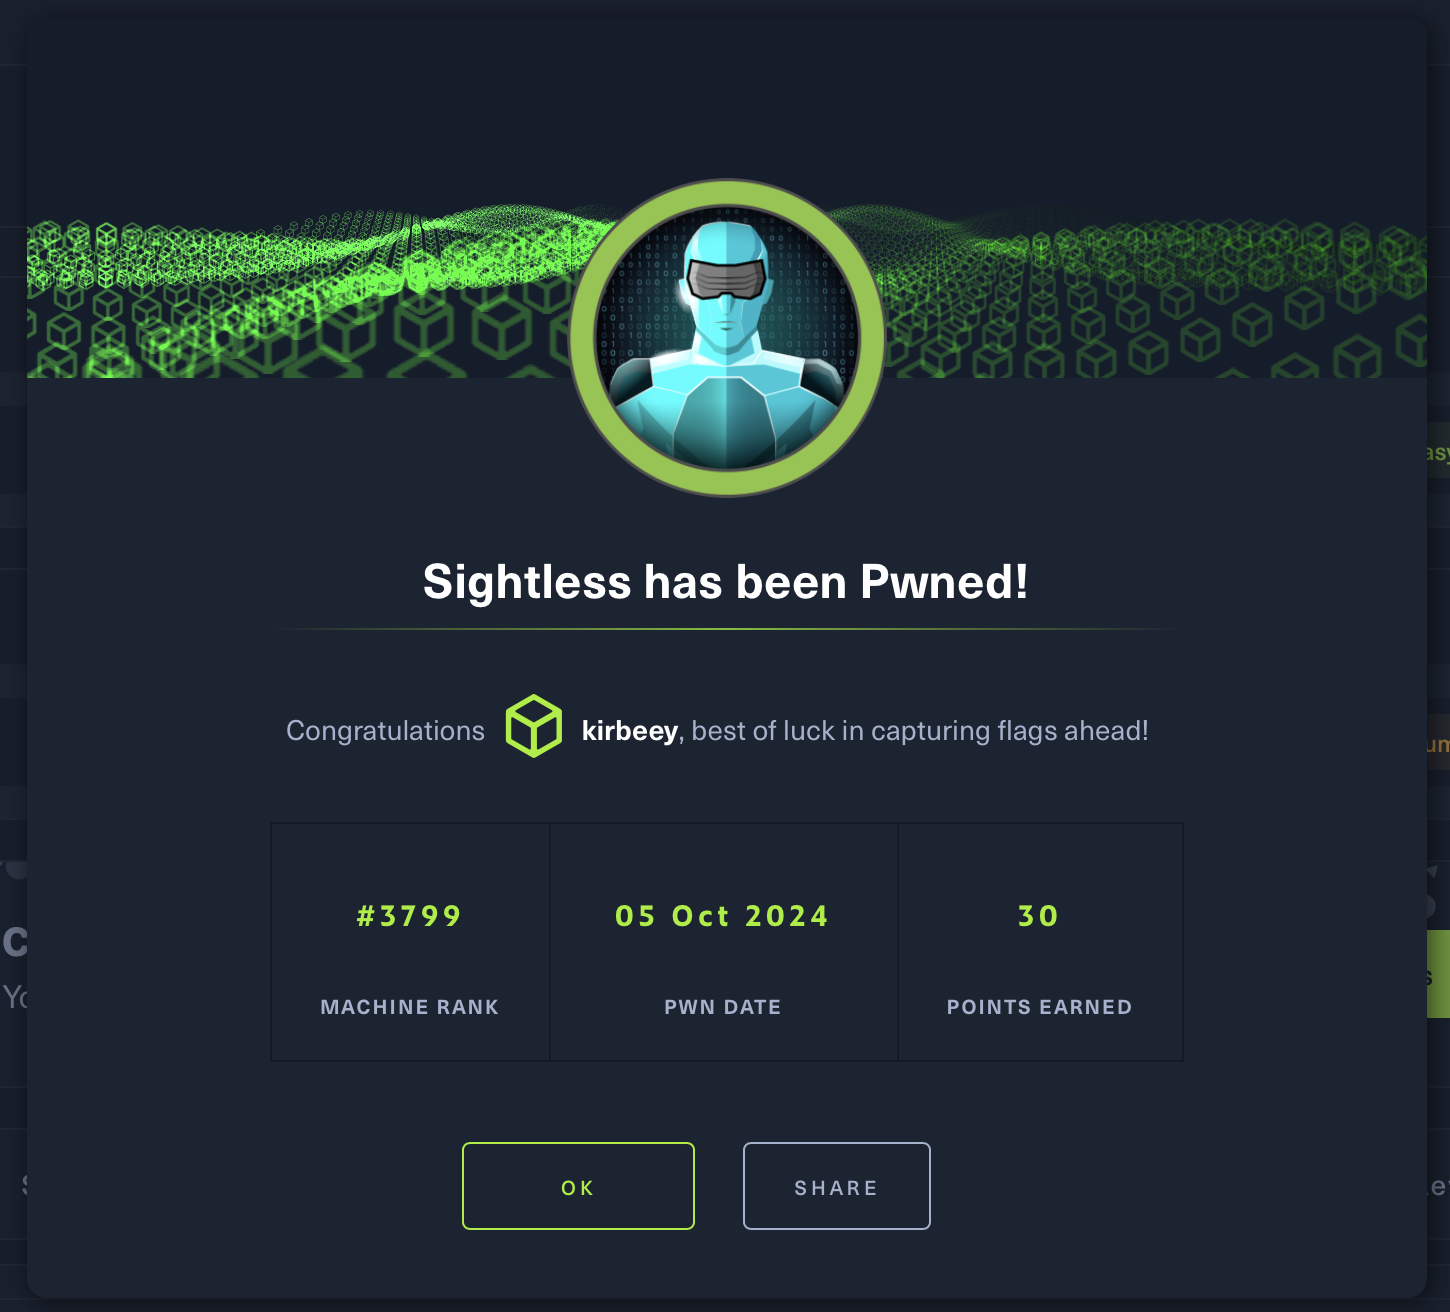 Sightless has been Pwned!
Congratulations kirbeey, best of luck in capturing flags ahead!
#3799 05 Oct 2024 30
MACHINE RANK PWN DATE POINTS EARNED
OK SHARE